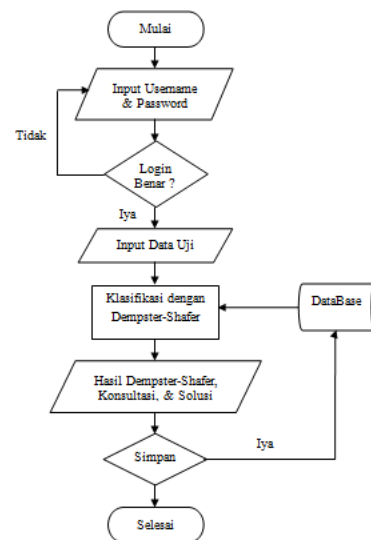 Mulai
Input Username
& Password
Tidak
Login
Benar ?
Iya
Input Data Uji
Klasifikasi dengan
Dempster-Shafer
DataBase
Hasil Dempster-Shafer,
Konsultasi, & Solusi
Simpan
Iya
Selesai